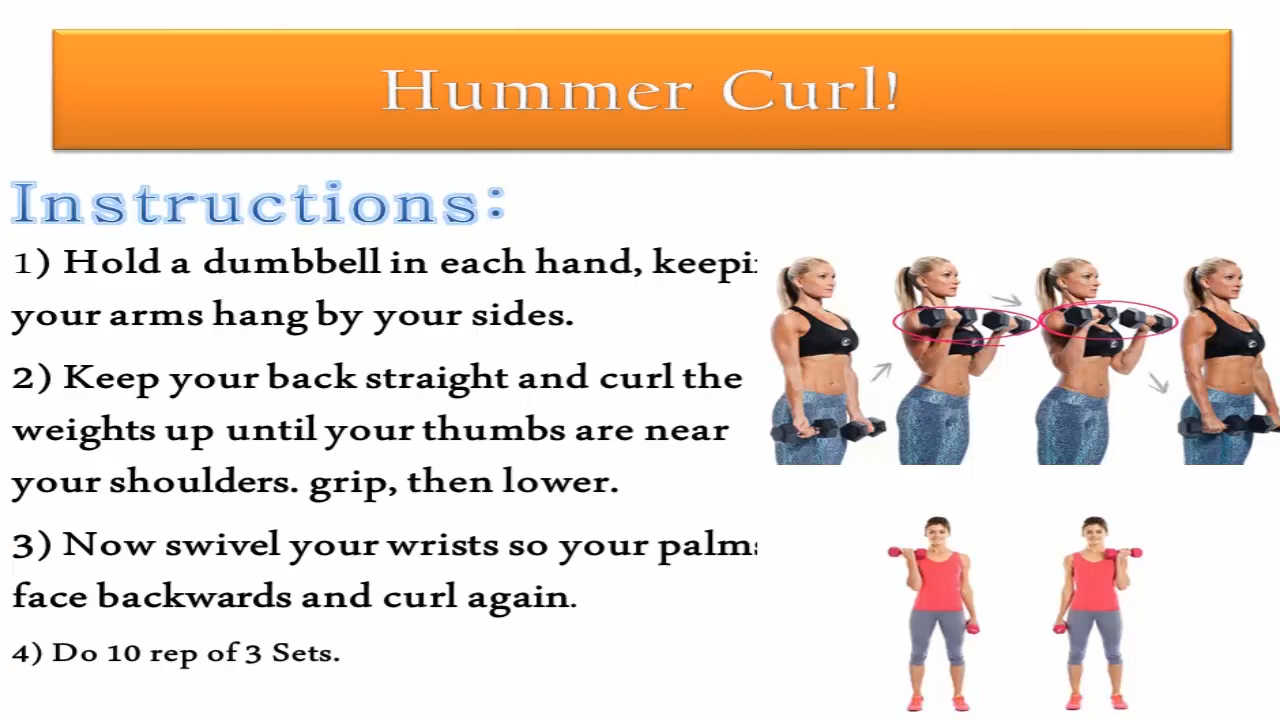 Hummer Curl!
Instructions:
1) Hold a dumbbell in each hand, keepi
your arms hang by your sides.
2) Keep your back straight and curl the
weights up until your thumbs are near
your shoulders. grip, then lower.
3) Now swivel your wrists so your palms
face backwards and curl again.
4) Do 10 rep of 3 Sets.